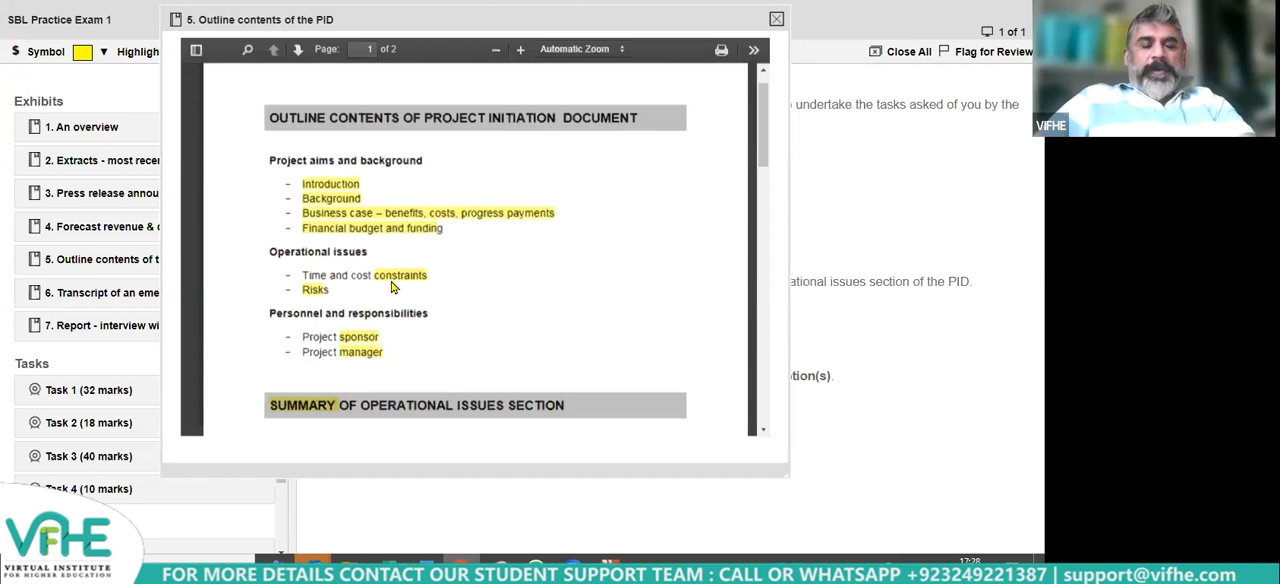 SBL Practice Exam 1
5. Outline contents of the PID
1 of 1
$ Symbol
Highligh
Page: 1 of 2
Automatic Zoom
Close All
Flag for Review
Exhibits
1. An overview
2. Extracts - most recer
3. Press release annou
4. Forecast revenue & c
5. Outline contents of t
6. Transcript of an eme
7. Report - interview wi
Tasks
Task 1 (32 marks)
Task 2 (18 marks)
Task 3 (40 marks)
Task 4 (10 marks)
OUTLINE CONTENTS OF PROJECT INITIATION DOCUMENT
Project aims and background
- Introduction
- Background
- Business case – benefits, costs, progress payments
- Financial budget and funding
Operational issues
- Time and cost constraints
- Risks
Personnel and responsibilities
- Project sponsor
- Project manager
SUMMARY OF OPERATIONAL ISSUES SECTION
undertake the tasks asked of you by the
ational issues section of the PID.
tion(s).
VIFHE
17:28
VIFHE
VIRTUAL INSTITUTE
FOR HIGHER EDUCATION
FOR MORE DETAILS CONTACT OUR STUDENT SUPPORT TEAM : CALL OR WHATSAPP +923249221387 | support@vifhe.com